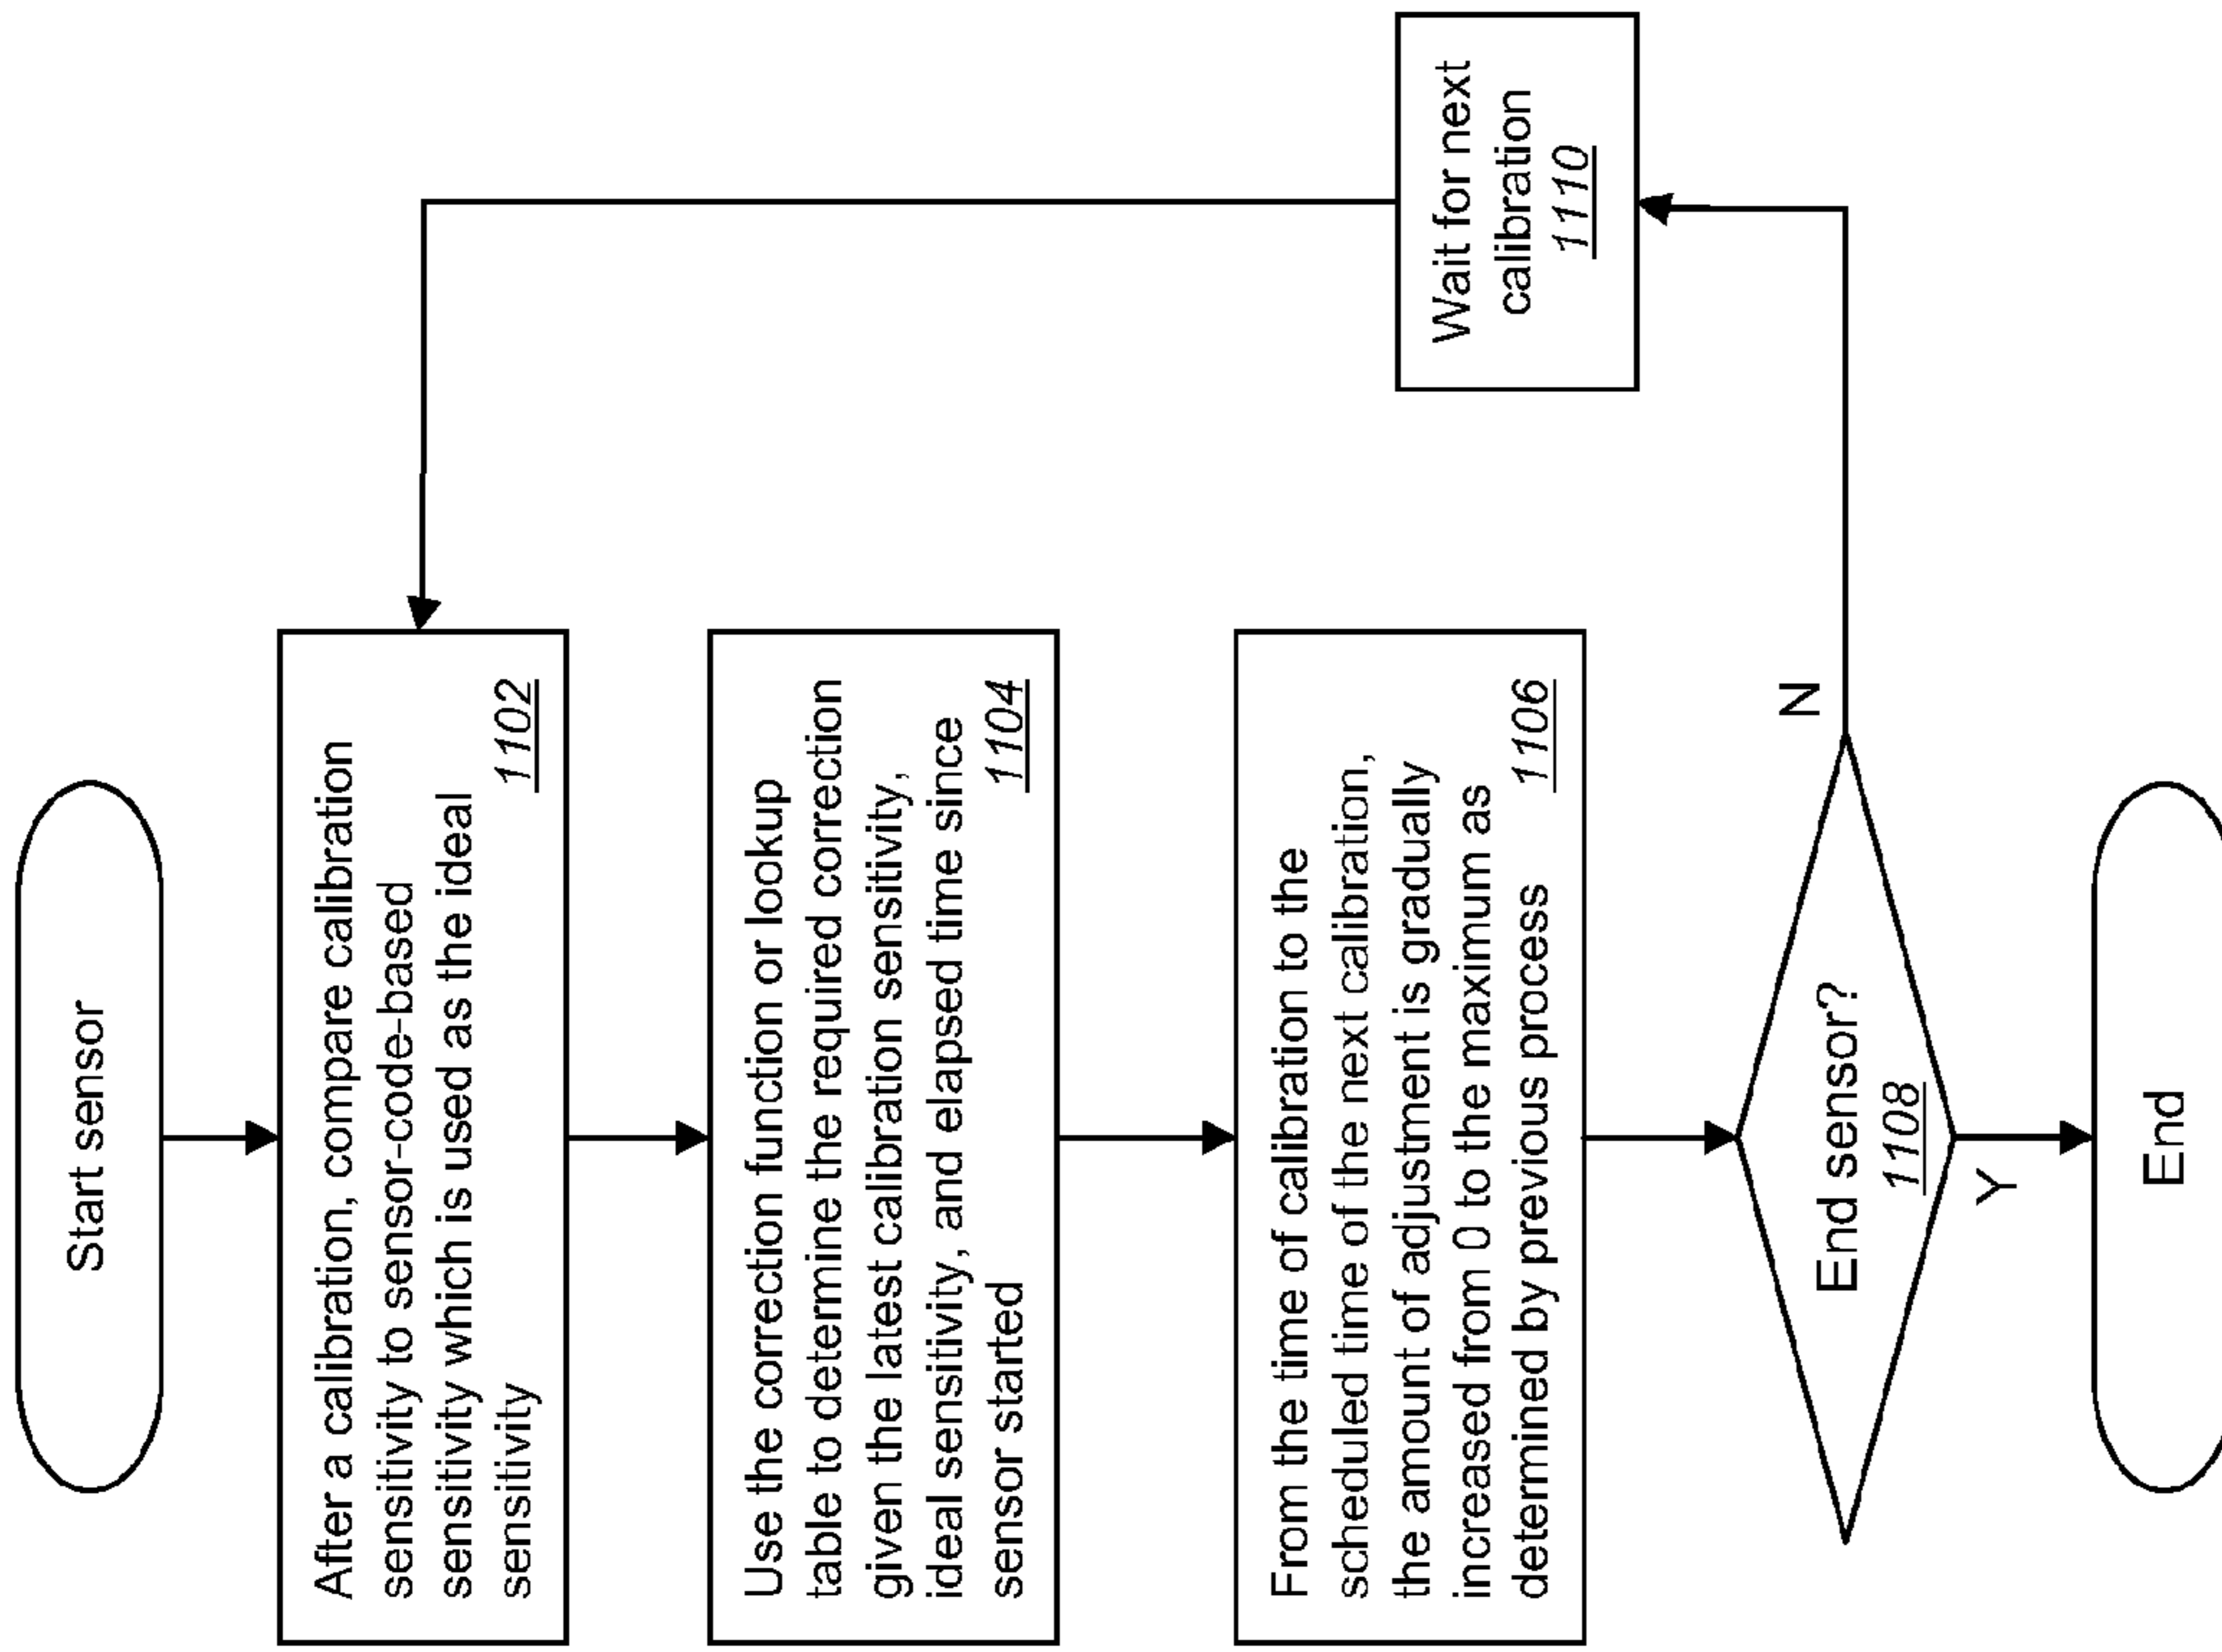 Start sensor
After a calibration, compare calibration
sensitivity to sensor-code-based
sensitivity which is used as the ideal
sensitivity
1102
Use the correction function or lookup
table to determine the required correction
given the latest calibration sensitivity,
ideal sensitivity, and elapsed time since
sensor started
1104
From the time of calibration to the
scheduled time of the next calibration,
the amount of adjustment is gradually
increased from 0 to the maximum as
determined by previous process
1106
End sensor?
1108
N
Y
Wait for next
calibration
1110
End